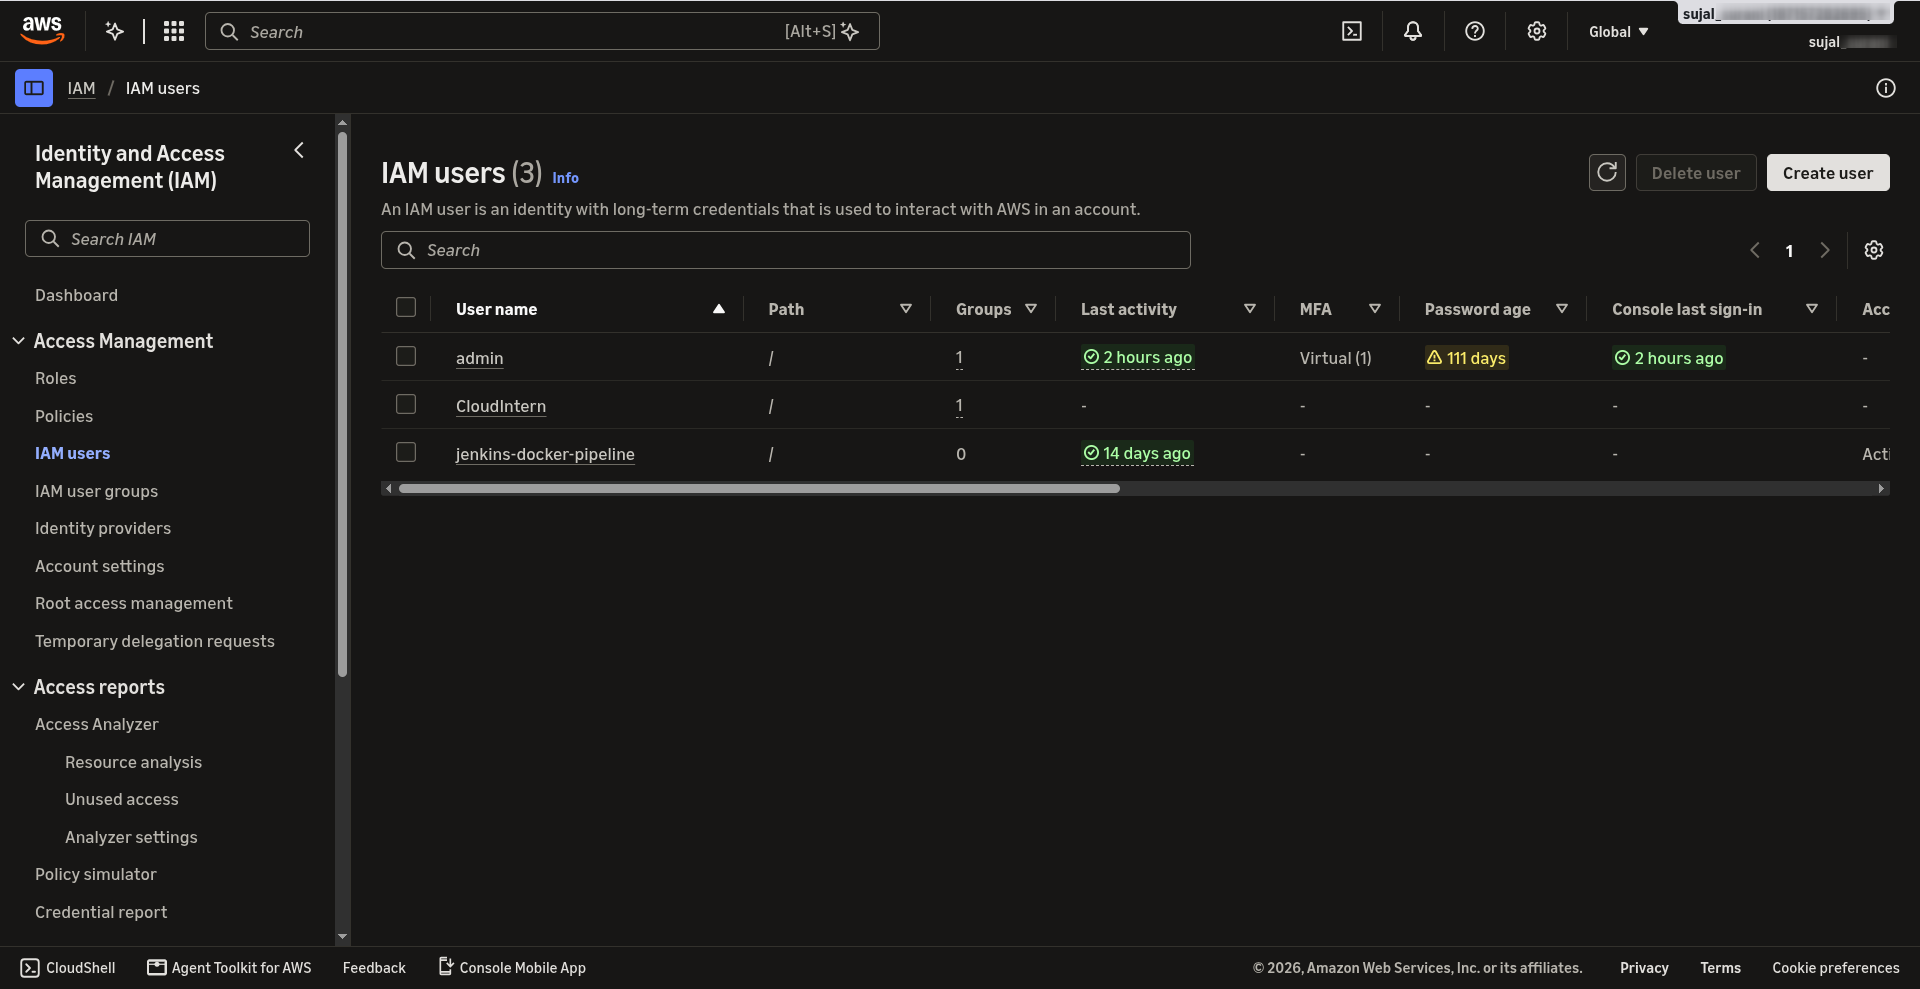 aws
Search [Alt+S]
Global
sujal_
sujal_
IAM / IAM users
Identity and Access
Management (IAM)
Search IAM
Dashboard
Access Management
Roles
Policies
IAM users
IAM user groups
Identity providers
Account settings
Root access management
Temporary delegation requests
Access reports
Access Analyzer
Resource analysis
Unused access
Analyzer settings
Policy simulator
Credential report
IAM users (3) Info
Delete user
Create user
An IAM user is an identity with long-term credentials that is used to interact with AWS in an account.
Search
1
User name Path Groups Last activity MFA Password age Console last sign-in Acc
admin / 1 2 hours ago Virtual (1) 111 days 2 hours ago -
CloudIntern / 1 - - - - -
jenkins-docker-pipeline / 0 14 days ago - - - Acti
CloudShell Agent Toolkit for AWS Feedback Console Mobile App © 2026, Amazon Web Services, Inc. or its affiliates. Privacy Terms Cookie preferences